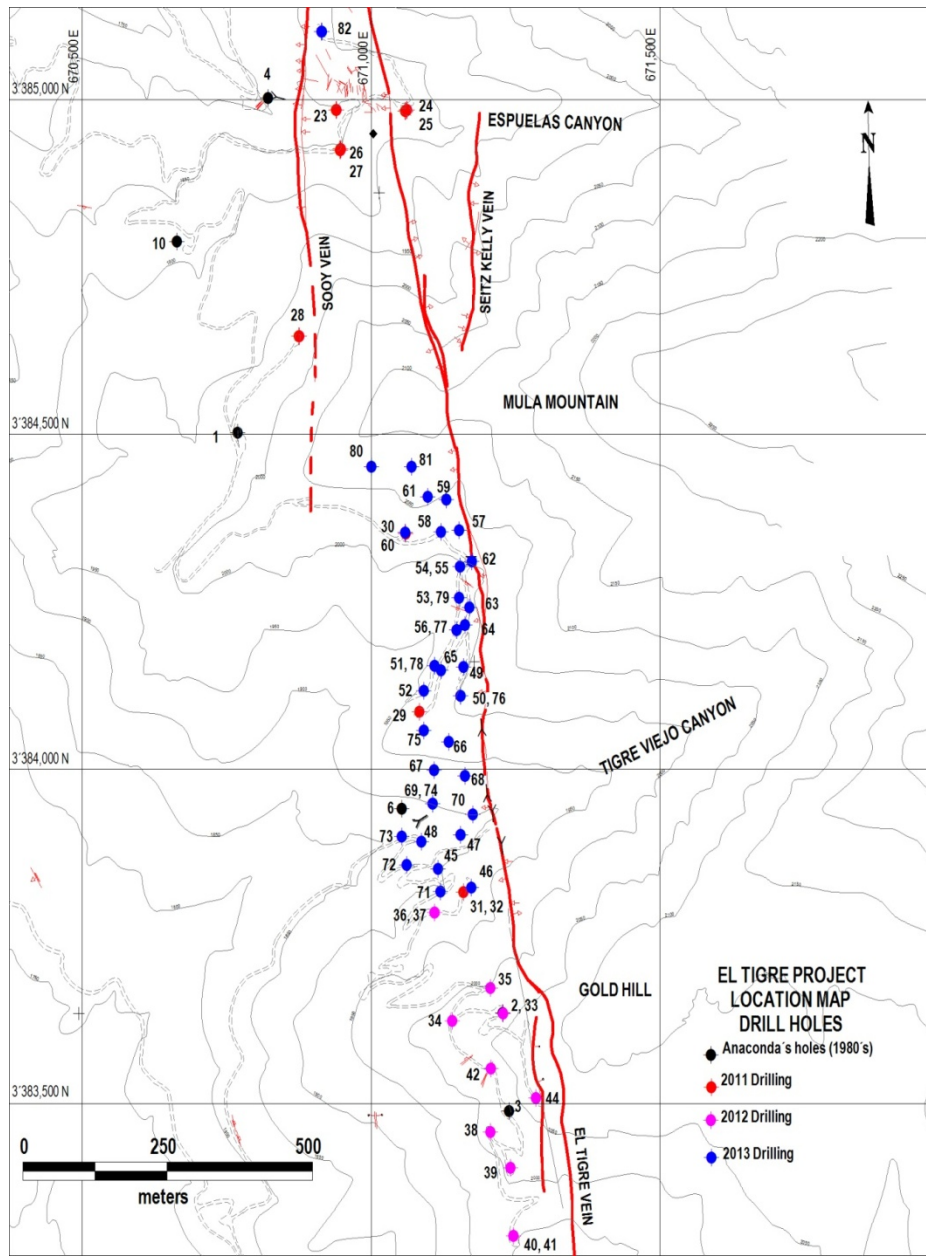 670,500 E
671,000 E
671,500 E
82
4
3'385,000 N
23
24
25
ESPUELAS CANYON
N
26
27
10
SOOY VEIN
SEITZ KELLY VEIN
28
MULA MOUNTAIN
3'384,500 N
1
80
81
61
59
30
60
58
57
62
54, 55
53, 79
63
56, 77
64
51, 78
65
49
52
50, 76
29
75
66
TIGRE VIEJO CANYON
3'384,000 N
67
68
69, 74
70
6
73
48
47
72
45
46
71
31, 32
36, 37
35
GOLD HILL
2, 33
34
EL TIGRE PROJECT
LOCATION MAP
DRILL HOLES
Anaconda´s holes (1980´s)
2011 Drilling
2012 Drilling
2013 Drilling
42
44
3
3'383,500 N
38
39
EL TIGRE VEIN
40, 41
0
250
500
meters